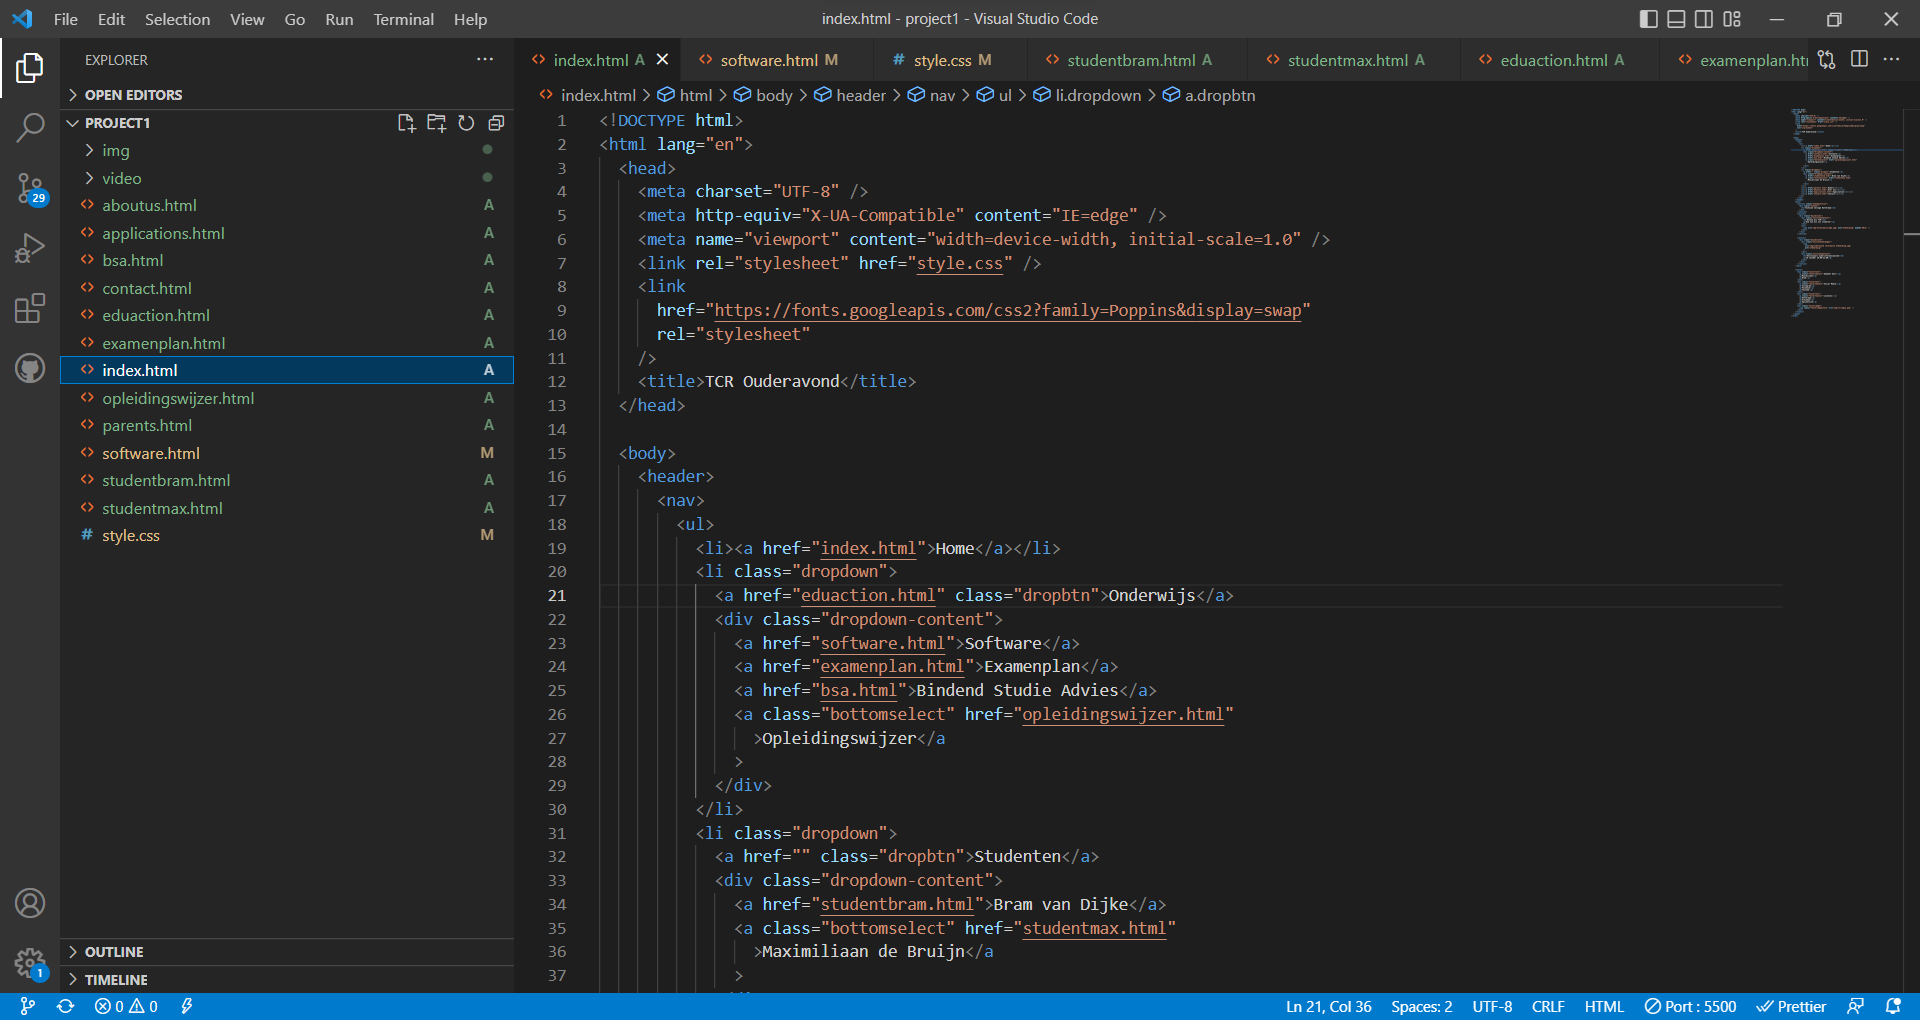 File Edit Selection View Go Run Terminal Help
index.html - project1 - Visual Studio Code
EXPLORER
OPEN EDITORS
PROJECT1
img
video
aboutus.html A
applications.html A
bsa.html A
contact.html A
eduaction.html A
examenplan.html A
index.html A
opleidingswijzer.html A
parents.html A
software.html M
studentbram.html A
studentmax.html A
# style.css M
OUTLINE
TIMELINE
29
1
index.html A software.html M # style.css M studentbram.html A studentmax.html A eduaction.html A examenplan.htm
index.html > html > body > header > nav > ul > li.dropdown > a.dropbtn
1 <!DOCTYPE html>
2 <html lang="en">
3 <head>
4 <meta charset="UTF-8" />
5 <meta http-equiv="X-UA-Compatible" content="IE=edge" />
6 <meta name="viewport" content="width=device-width, initial-scale=1.0" />
7 <link rel="stylesheet" href="style.css" />
8 <link
9 href="https://fonts.googleapis.com/css2?family=Poppins&display=swap"
10 rel="stylesheet"
11 />
12 <title>TCR Ouderavond</title>
13 </head>
14
15 <body>
16 <header>
17 <nav>
18 <ul>
19 <li><a href="index.html">Home</a></li>
20 <li class="dropdown">
21 <a href="eduaction.html" class="dropbtn">Onderwijs</a>
22 <div class="dropdown-content">
23 <a href="software.html">Software</a>
24 <a href="examenplan.html">Examenplan</a>
25 <a href="bsa.html">Bindend Studie Advies</a>
26 <a class="bottomselect" href="opleidingswijzer.html"
27 >Opleidingswijzer</a
28 >
29 </div>
30 </li>
31 <li class="dropdown">
32 <a href="" class="dropbtn">Studenten</a>
33 <div class="dropdown-content">
34 <a href="studentbram.html">Bram van Dijke</a>
35 <a class="bottomselect" href="studentmax.html"
36 >Maximiliaan de Bruijn</a
37 >
0 0 Ln 21, Col 36 Spaces: 2 UTF-8 CRLF HTML Port : 5500 Prettier